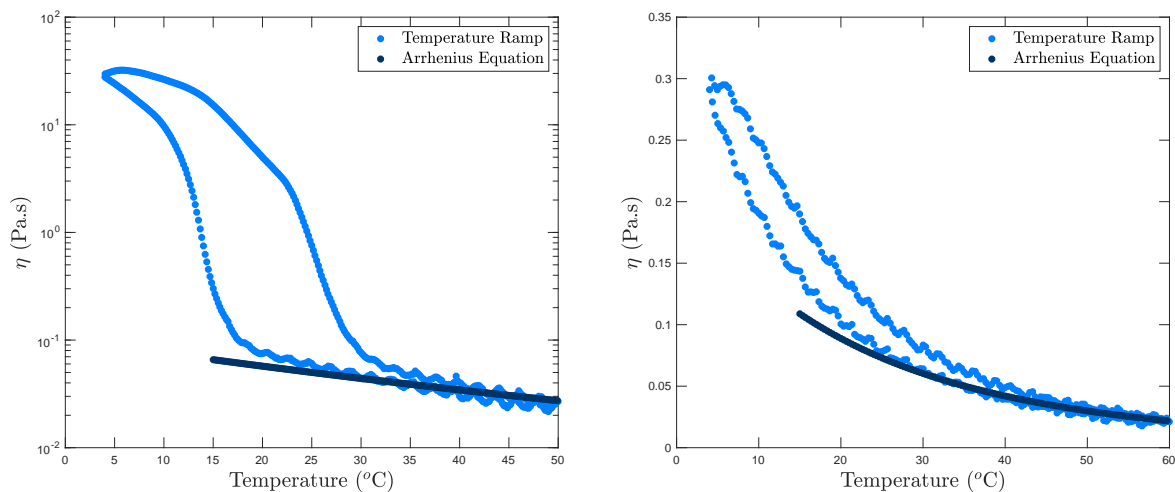 10^2
10^1
10^0
10^-1
10^-2
η (Pa.s)
0 5 10 15 20 25 30 35 40 45 50
Temperature (°C)
Temperature Ramp
Arrhenius Equation
0.35
0.3
0.25
0.2
0.15
0.1
0.05
0
η (Pa.s)
0 10 20 30 40 50 60
Temperature (°C)
Temperature Ramp
Arrhenius Equation